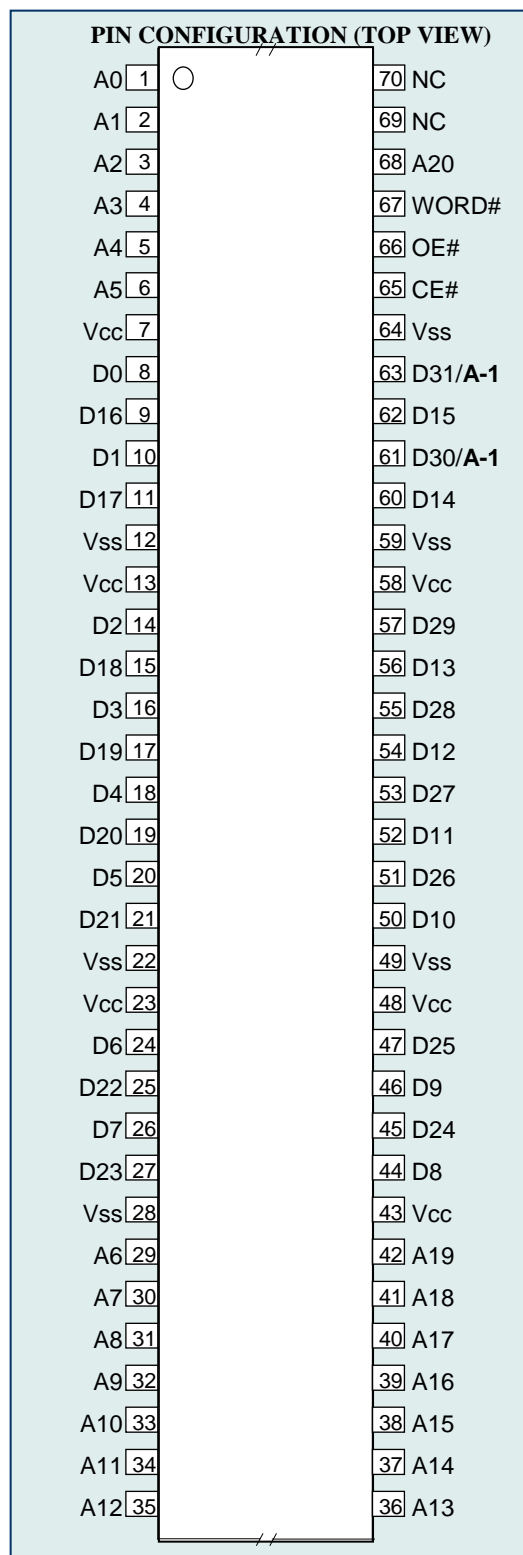 PIN CONFIGURATION (TOP VIEW)
A0 1 70 NC
A1 2 69 NC
A2 3 68 A20
A3 4 67 WORD#
A4 5 66 OE#
A5 6 65 CE#
Vcc 7 64 Vss
D0 8 63 D31/A-1
D16 9 62 D15
D1 10 61 D30/A-1
D17 11 60 D14
Vss 12 59 Vss
Vcc 13 58 Vcc
D2 14 57 D29
D18 15 56 D13
D3 16 55 D28
D19 17 54 D12
D4 18 53 D27
D20 19 52 D11
D5 20 51 D26
D21 21 50 D10
Vss 22 49 Vss
Vcc 23 48 Vcc
D6 24 47 D25
D22 25 46 D9
D7 26 45 D24
D23 27 44 D8
Vss 28 43 Vcc
A6 29 42 A19
A7 30 41 A18
A8 31 40 A17
A9 32 39 A16
A10 33 38 A15
A11 34 37 A14
A12 35 36 A13